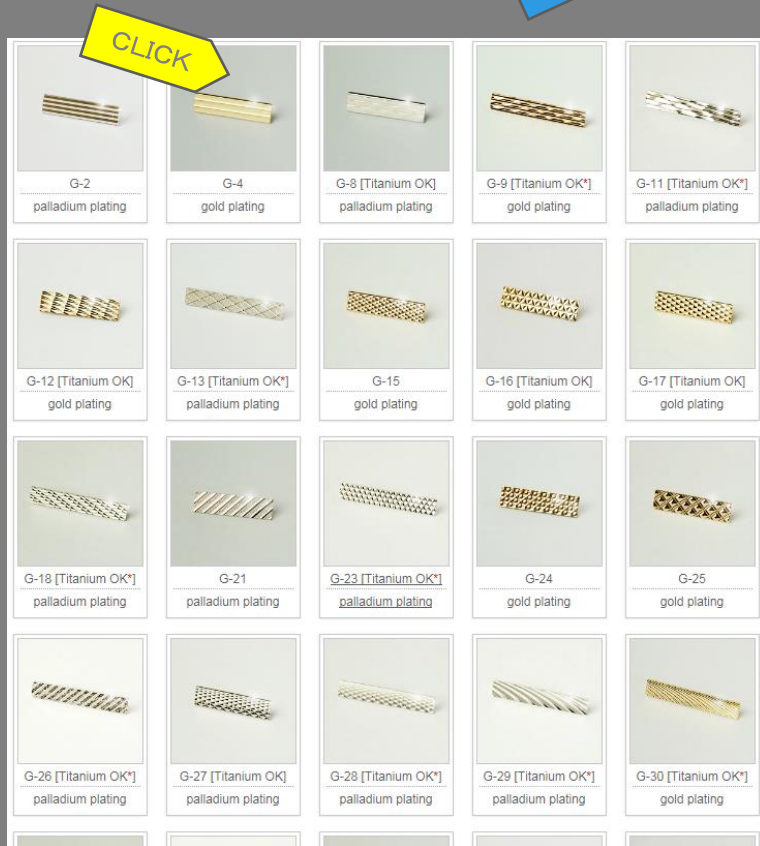 CLICK
G-2
palladium plating
G-4
gold plating
G-8 [Titanium OK]
palladium plating
G-9 [Titanium OK*]
gold plating
G-11 [Titanium OK*]
palladium plating
G-12 [Titanium OK]
gold plating
G-13 [Titanium OK*]
palladium plating
G-15
gold plating
G-16 [Titanium OK]
gold plating
G-17 [Titanium OK]
gold plating
G-18 [Titanium OK*]
palladium plating
G-21
palladium plating
G-23 [Titanium OK*]
palladium plating
G-24
gold plating
G-25
gold plating
G-26 [Titanium OK*]
palladium plating
G-27 [Titanium OK]
palladium plating
G-28 [Titanium OK*]
palladium plating
G-29 [Titanium OK*]
palladium plating
G-30 [Titanium OK*]
gold plating